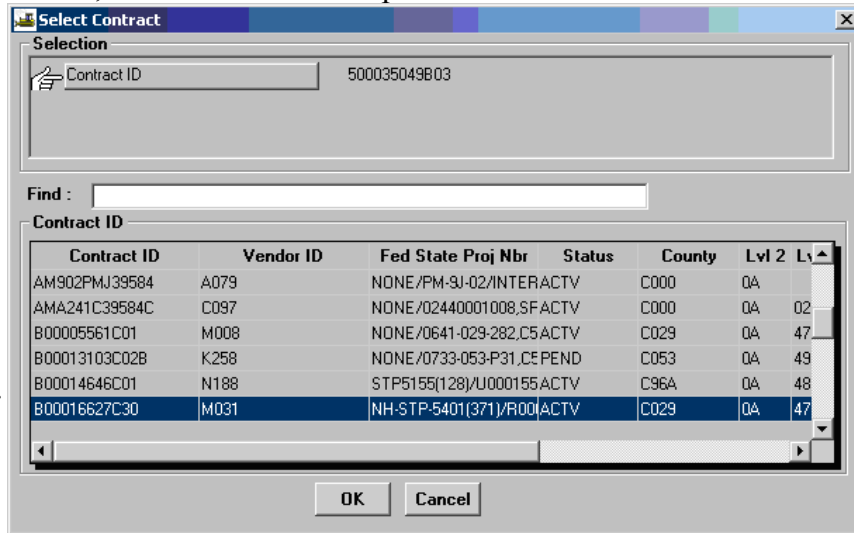 Select Contract
Selection
Contract ID 500035049B03
Find :
Contract ID
Contract ID Vendor ID Fed State Proj Nbr Status County Lvl 2 Lv
AM902PMJ39584 A079 NONE/PM-9J-02/INTER ACTV C000 0A
AMA241C39584C C097 NONE/02440001008,SF ACTV C000 0A 02
B00005561C01 M008 NONE/0641-029-282,C5 ACTV C029 0A 47
B00013103C02B K258 NONE/0733-053-P31,C5 PEND C053 0A 49
B00014646C01 N188 STP5155(128)/U000155 ACTV C96A 0A 48
B00016627C30 M031 NH-STP-5401(371)/R00 ACTV C029 0A 47
OK Cancel